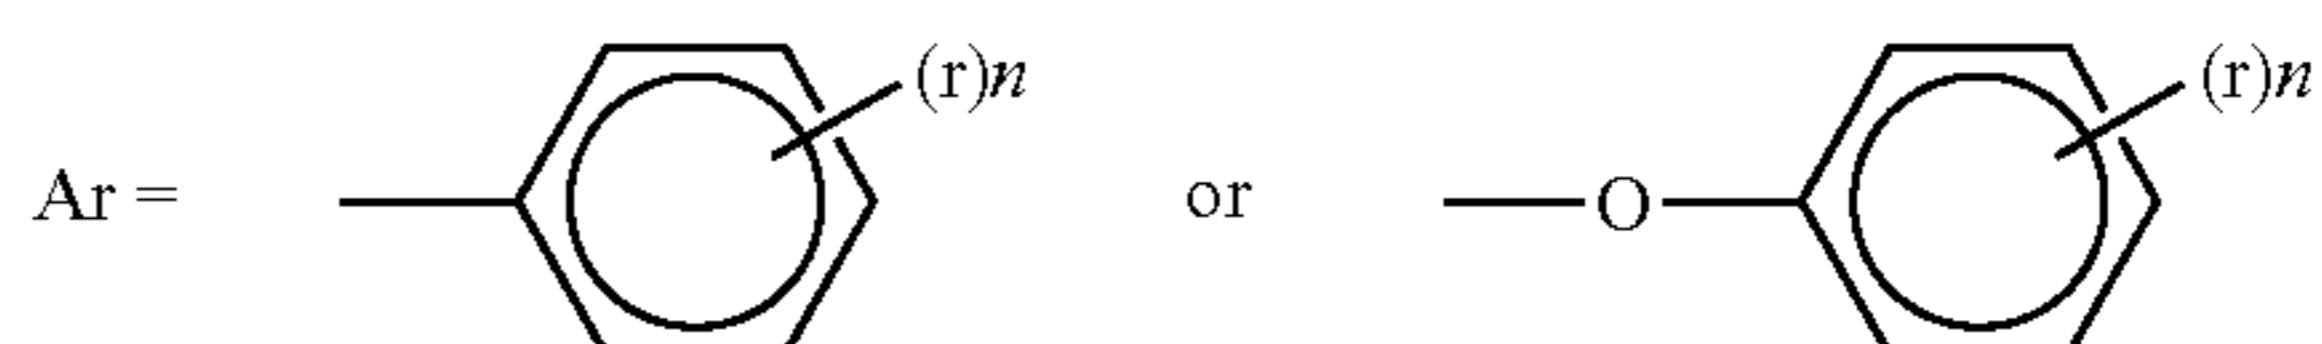 Ar = (r)n or O (r)n